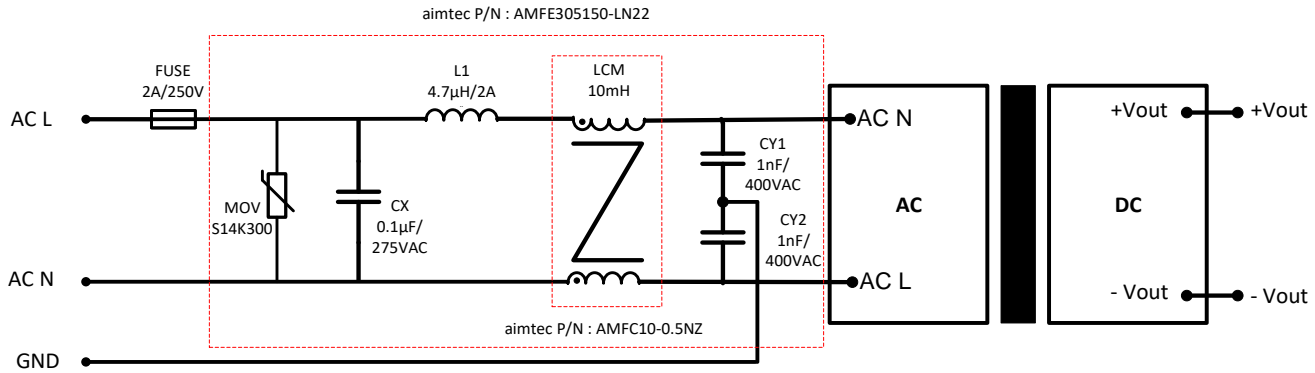 aimtec P/N : AMFE305150-LN22
FUSE
2A/250V
L1
4.7µH/2A
LCM
10mH
AC L
AC N
+Vout
+Vout
CY1
1nF/
400VAC
MOV
S14K300
CX
0.1µF/
275VAC
CY2
1nF/
400VAC
AC
DC
AC N
AC L
- Vout
- Vout
aimtec P/N : AMFC10-0.5NZ
GND